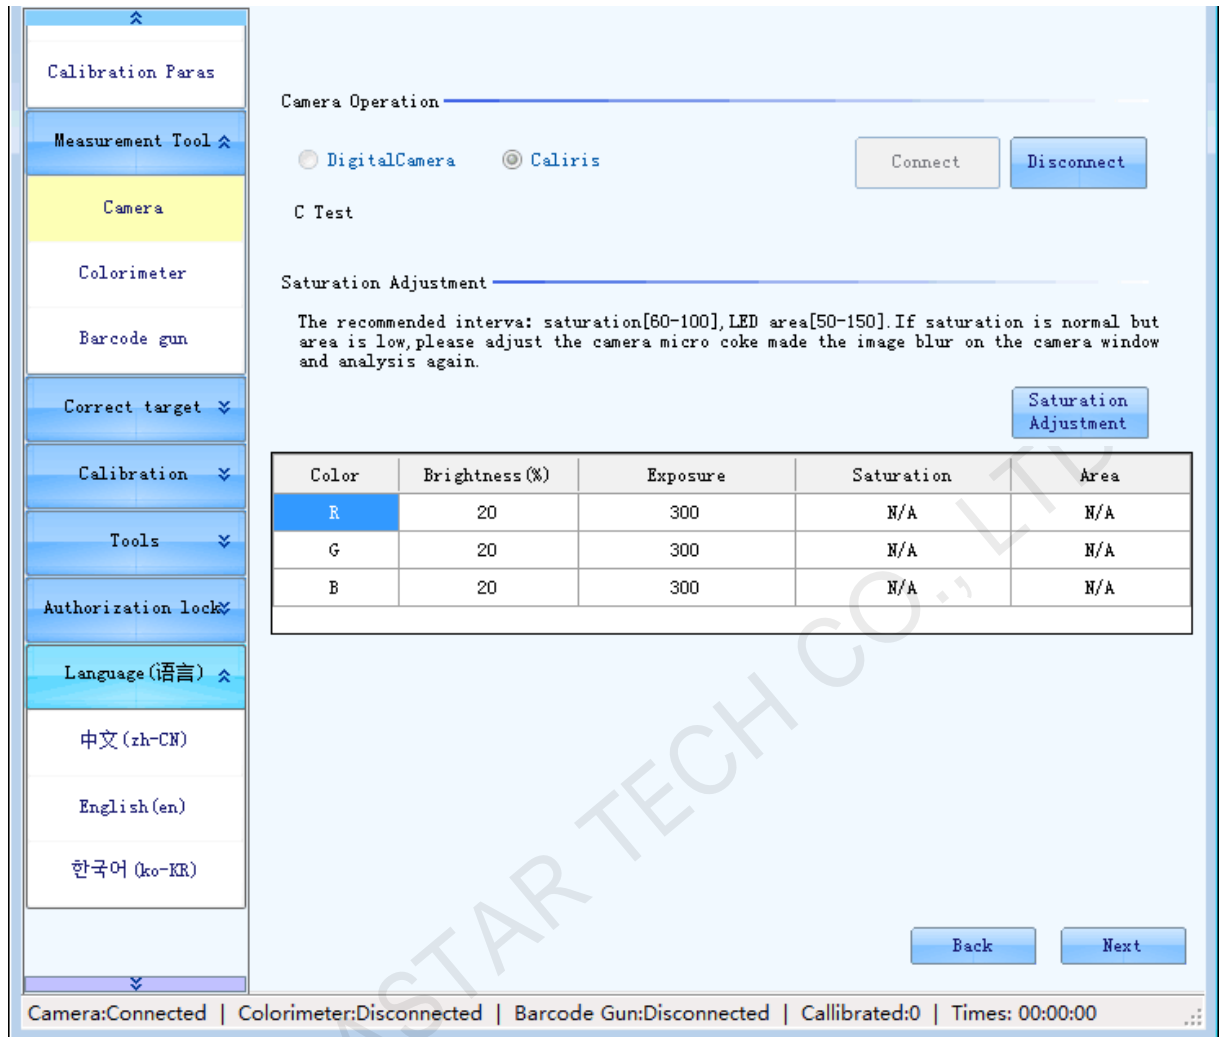 Calibration Paras
Measurement Tool
Camera
Colorimeter
Barcode gun
Correct target
Calibration
Tools
Authorization lock
Language(语言)
中文(zh-CN)
English(en)
한국어(ko-KR)
Camera Operation
DigitalCamera Caliris Connect Disconnect
C Test
Saturation Adjustment
The recommended interva: saturation[60-100],LED area[50-150].If saturation is normal but
area is low,please adjust the camera micro coke made the image blur on the camera window
and analysis again.
Saturation
Adjustment
Color Brightness(%) Exposure Saturation Area
R 20 300 N/A N/A
G 20 300 N/A N/A
B 20 300 N/A N/A
Back Next
Camera:Connected | Colorimeter:Disconnected | Barcode Gun:Disconnected | Callibrated:0 | Times: 00:00:00
ASTAR TECH CO., LTD